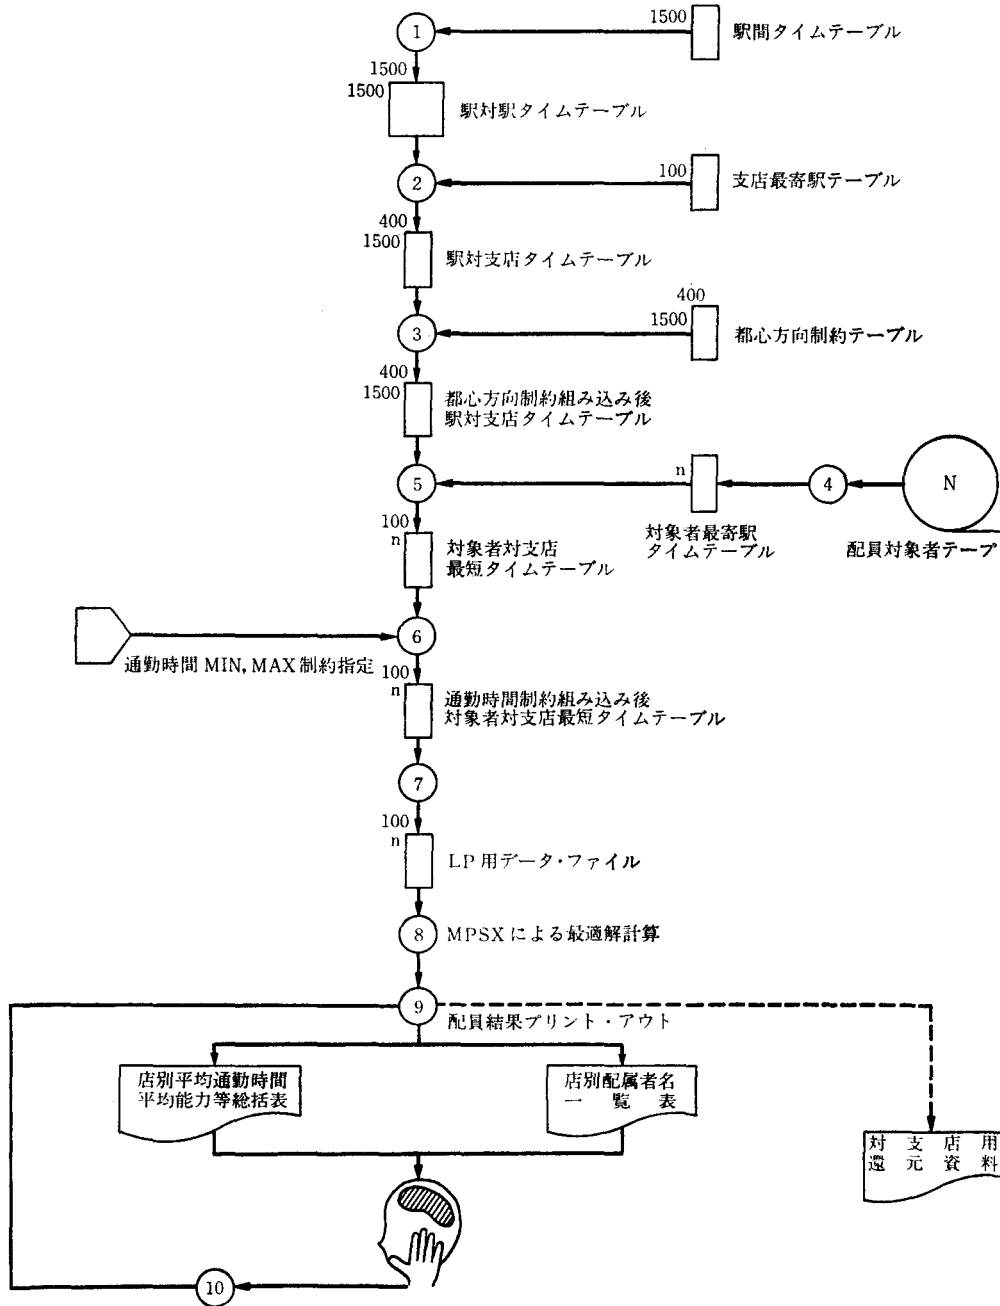 1
1500
駅間タイムテーブル
1500
1500
駅対駅タイムテーブル
2
100
支店最寄駅テーブル
400
1500
駅対支店タイムテーブル
3
400
1500
都心方向制約テーブル
400
1500
都心方向制約組み込み後
駅対支店タイムテーブル
5
n
対象者最寄駅
タイムテーブル
4
N
配員対象者テープ
100
n
対象者対支店
最短タイムテーブル
6
通勤時間 MIN, MAX 制約指定
100
n
通勤時間制約組み込み後
対象者対支店最短タイムテーブル
7
100
n
LP用データ・ファイル
8
MPSXによる最適解計算
9
配員結果プリント・アウト
店別平均通勤時間
平均能力等総括表
店別配属者名
一覧表
対支店用
還元資料
10